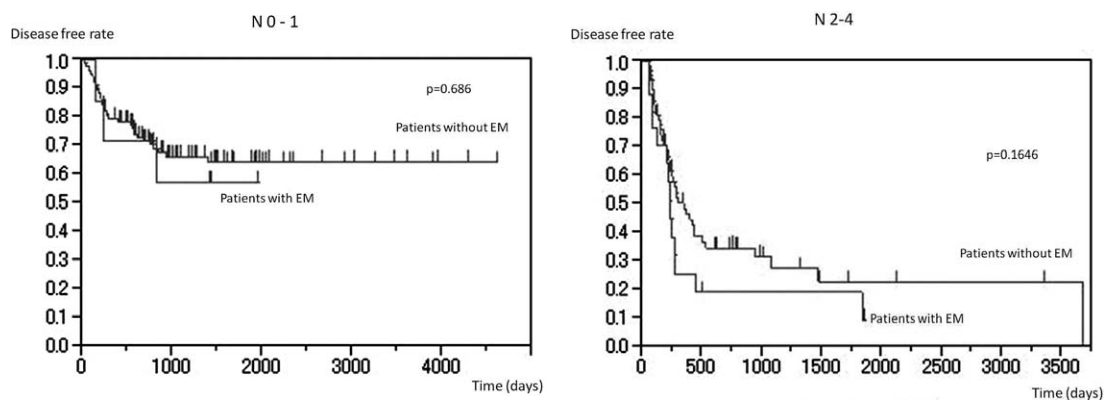 N 0 - 1
Disease free rate
1.0
0.9
0.8
0.7
0.6
0.5
0.4
0.3
0.2
0.1
0.0
p=0.686
Patients without EM
Patients with EM
0 1000 2000 3000 4000
Time (days)
N 2-4
Disease free rate
1.0
0.9
0.8
0.7
0.6
0.5
0.4
0.3
0.2
0.1
0.0
p=0.1646
Patients without EM
Patients with EM
0 500 1000 1500 2000 2500 3000 3500
Time (days)